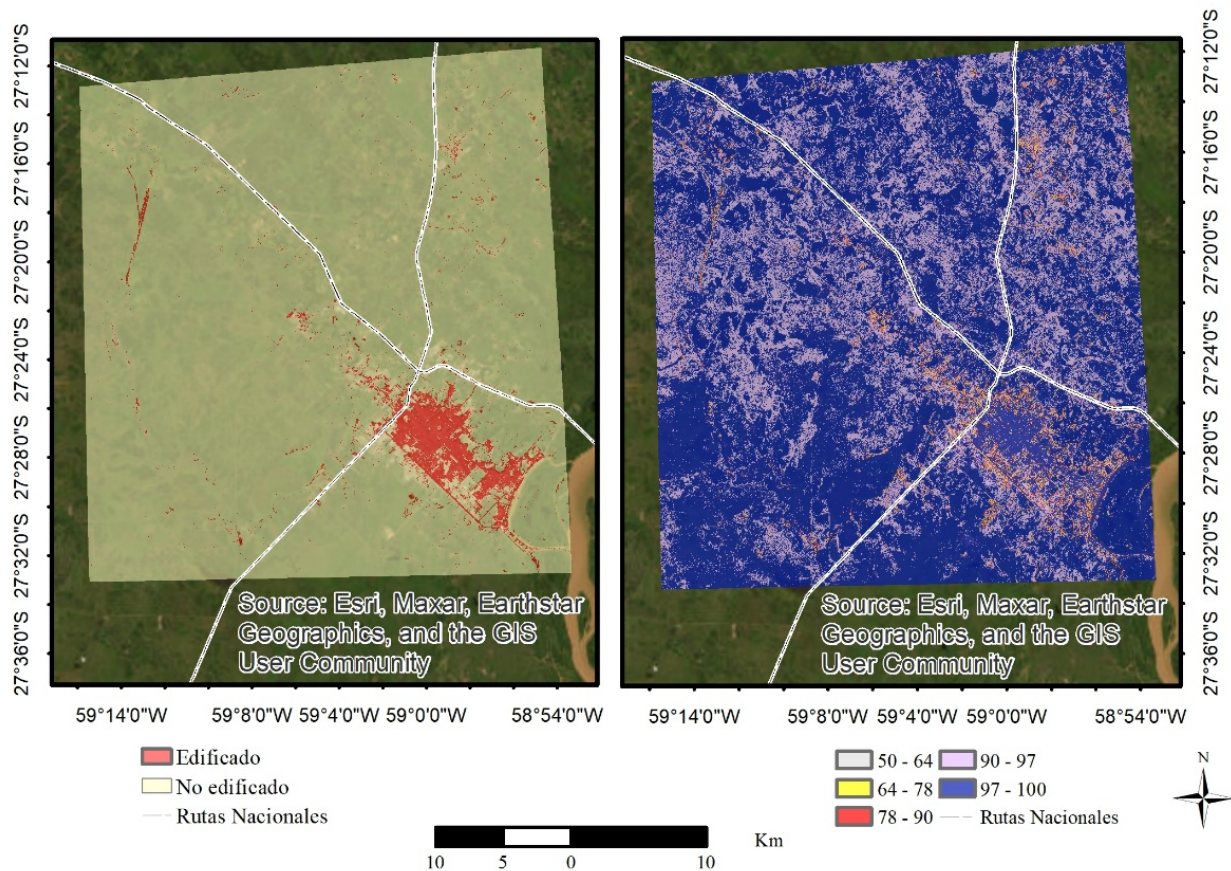 27°12'0"S
27°16'0"S
27°20'0"S
27°24'0"S
27°28'0"S
27°32'0"S
27°36'0"S
Source: Esri, Maxar, Earthstar
Geographics, and the GIS
User Community
59°14'0"W
59°8'0"W
59°4'0"W
59°0'0"W
58°54'0"W
Source: Esri, Maxar, Earthstar
Geographics, and the GIS
User Community
27°12'0"S
27°16'0"S
27°20'0"S
27°24'0"S
27°28'0"S
27°32'0"S
27°36'0"S
59°14'0"W
59°8'0"W
59°4'0"W
59°0'0"W
58°54'0"W
Edificado
No edificado
Rutas Nacionales
50 - 64
64 - 78
78 - 90
90 - 97
97 - 100
Rutas Nacionales
N
10 5 0 10 Km